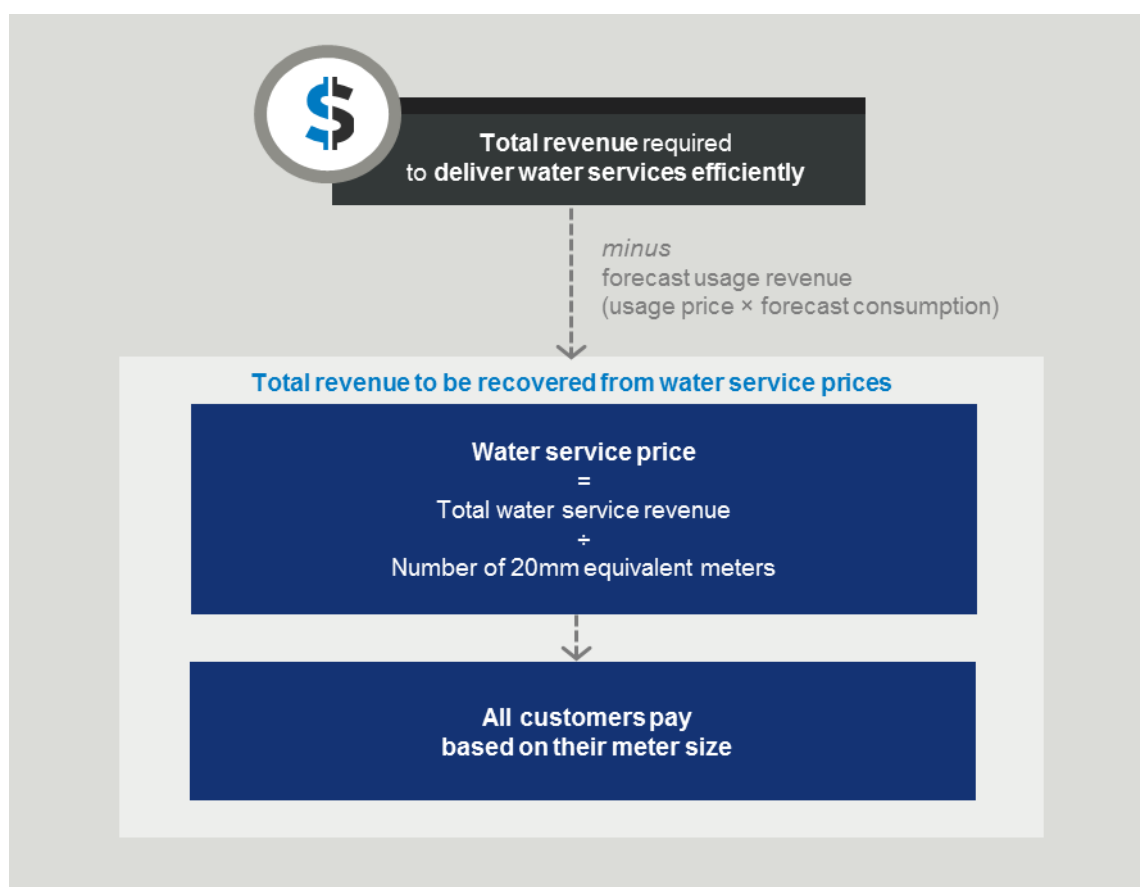 $
Total revenue required
to deliver water services efficiently
minus
forecast usage revenue
(usage price × forecast consumption)
Total revenue to be recovered from water service prices
Water service price
=
Total water service revenue
÷
Number of 20mm equivalent meters
All customers pay
based on their meter size